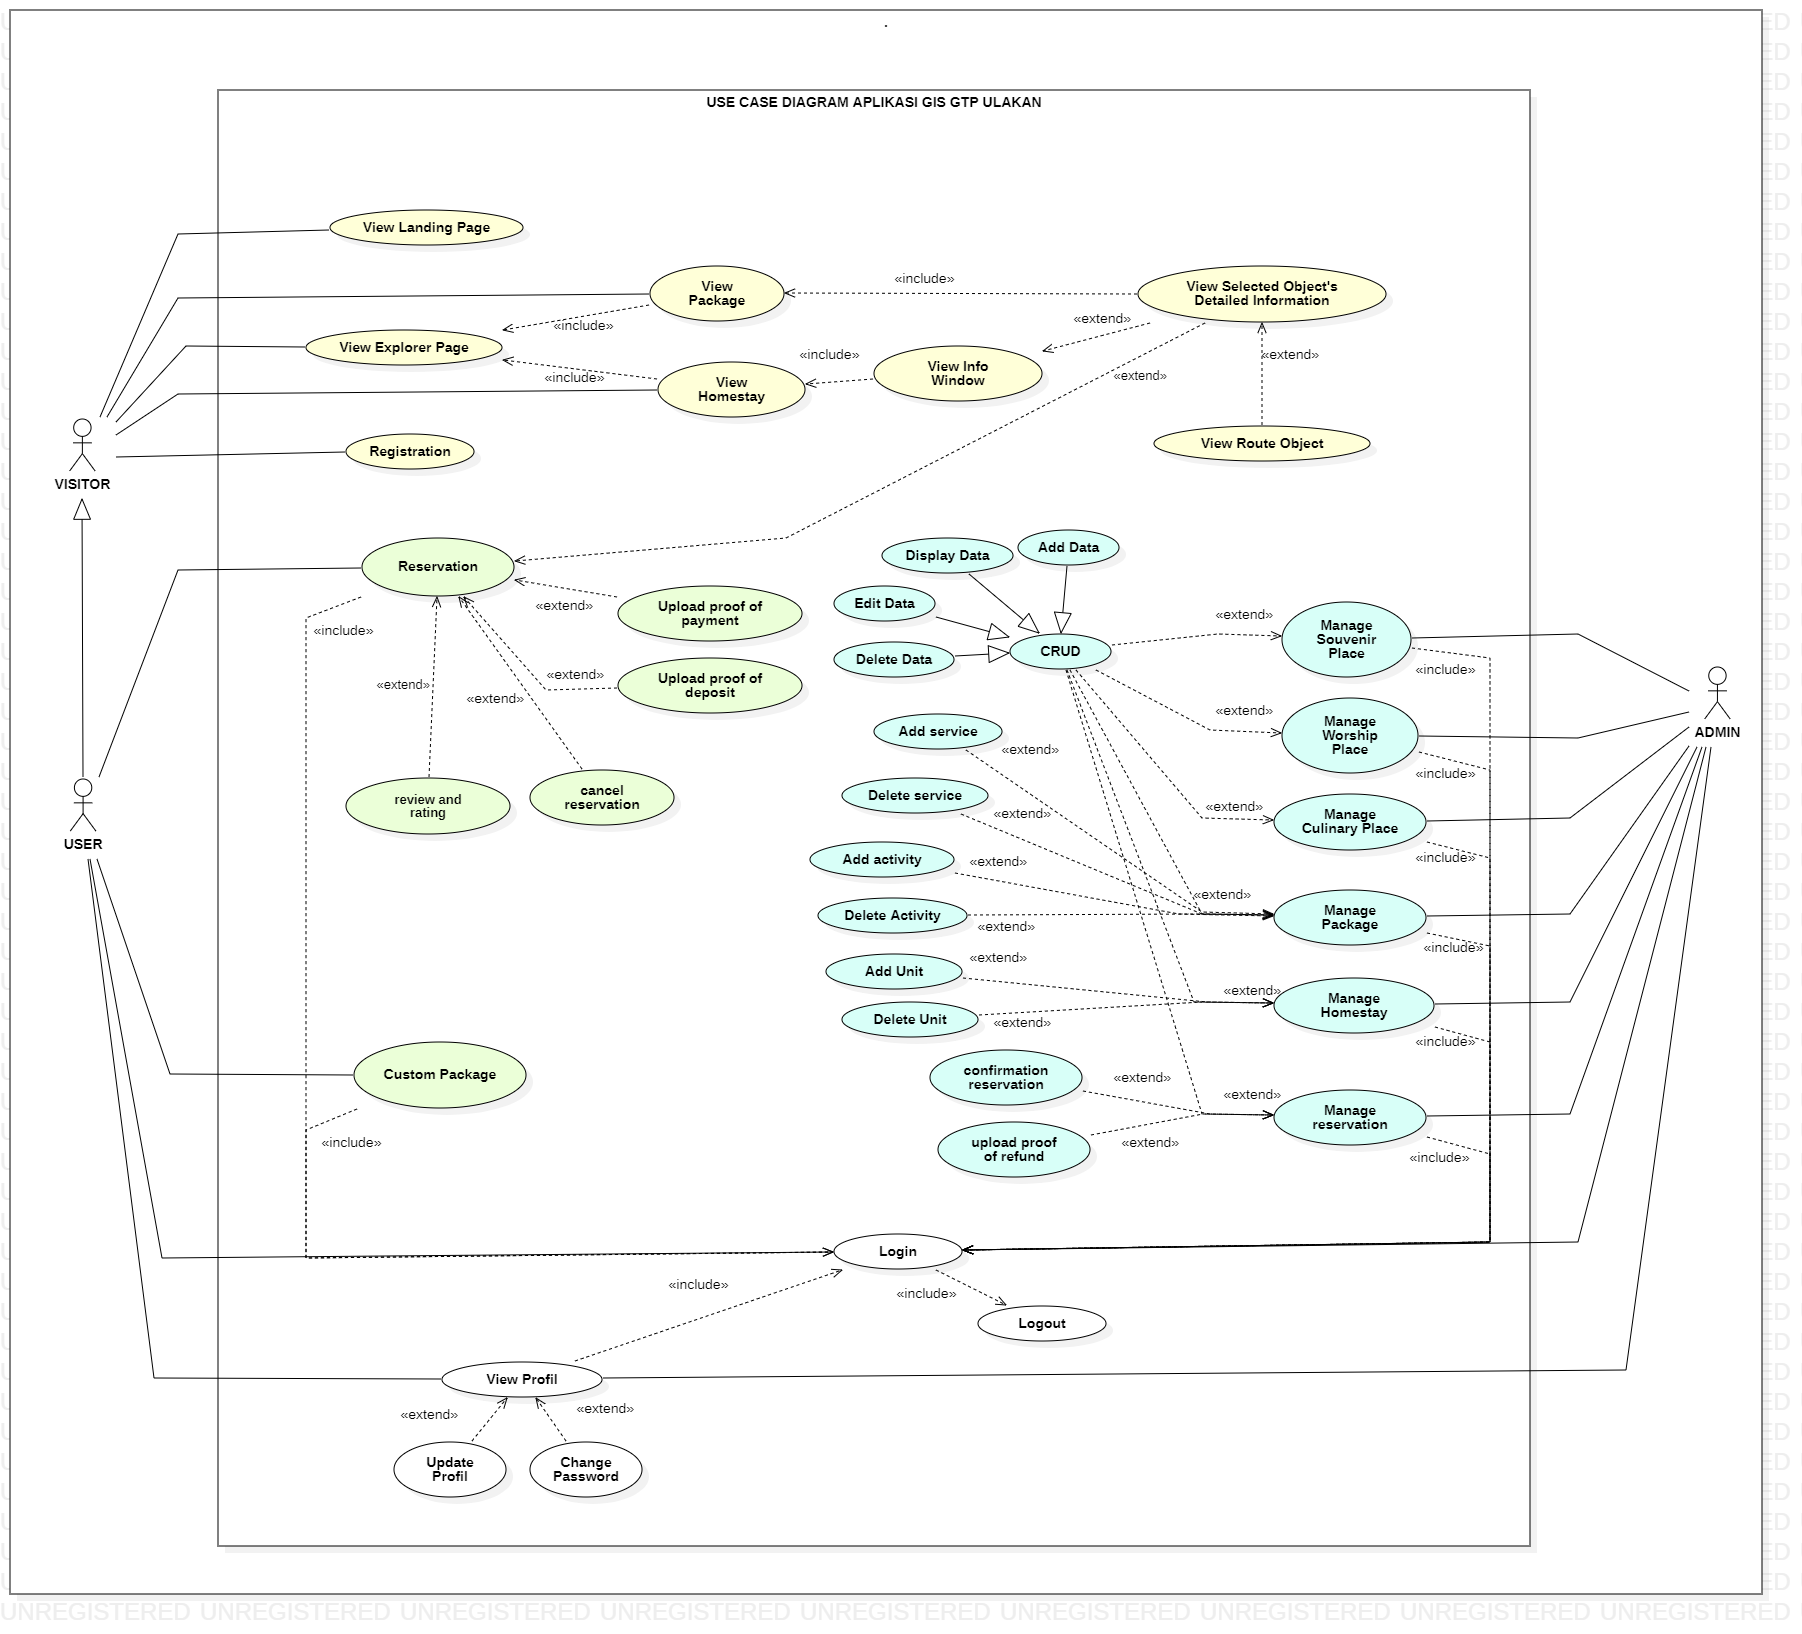 USE CASE DIAGRAM APLIKASI GIS GTP ULAKAN
View Landing Page
View
Package
«include»
View Selected Object's
Detailed Information
«include»
«extend»
View Explorer Page
«include»
View Info
Window
«extend»
«include»
View
Homestay
«extend»
Registration
View Route Object
VISITOR
Reservation
Display Data
Add Data
«extend»
Upload proof of
payment
Edit Data
«extend»
Manage
Souvenir
Place
«include»
CRUD
Delete Data
«include»
«extend»
«extend»
Upload proof of
deposit
«extend»
«extend»
Manage
Worship
Place
ADMIN
Add service
«extend»
«include»
review and
rating
cancel
reservation
Delete service
«extend»
«extend»
Manage
Culinary Place
USER
Add activity
«extend»
«include»
«extend»
Delete Activity
«extend»
Manage
Package
«include»
Add Unit
«extend»
«extend»
Manage
Homestay
Delete Unit
«extend»
«include»
Custom Package
confirmation
reservation
«extend»
«extend»
Manage
reservation
«include»
upload proof
of refund
«extend»
«include»
Login
«include»
«include»
Logout
View Profil
«extend»
«extend»
Update
Profil
Change
Password
UNREGISTERED UNREGISTERED UNREGISTERED UNREGISTERED UNREGISTERED UNREGISTERED UNREGISTERED UNREGISTERED UNREGISTERED